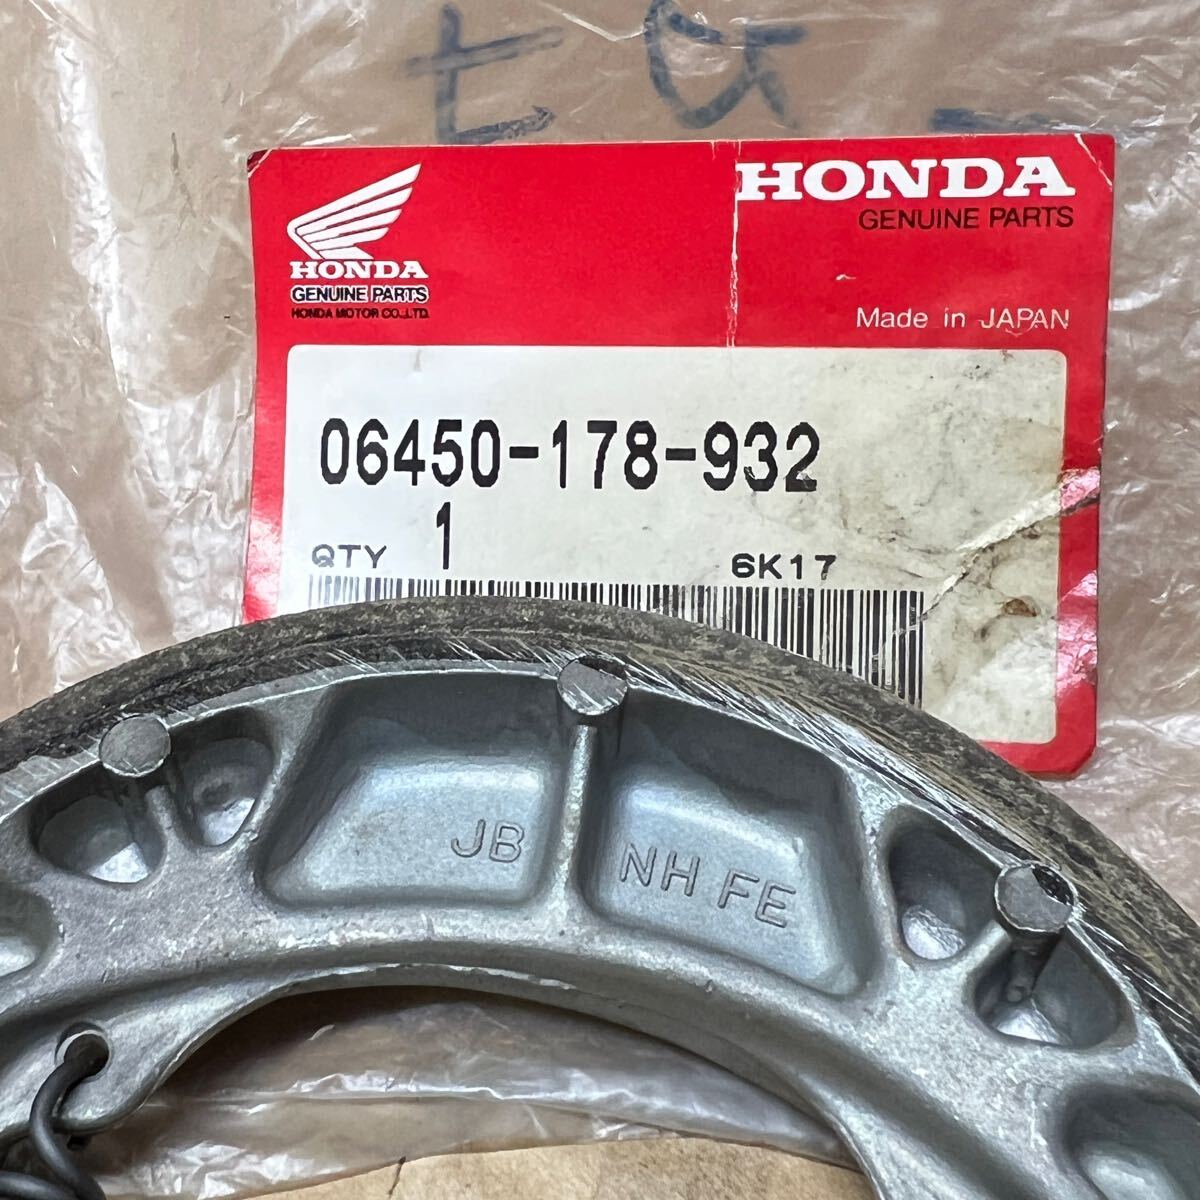 HONDA
GENUINE PARTS
HONDA MOTOR CO.,LTD.
HONDA
GENUINE PARTS
Made in JAPAN
06450-178-932
QTY 1 6K17
JB
NH FE